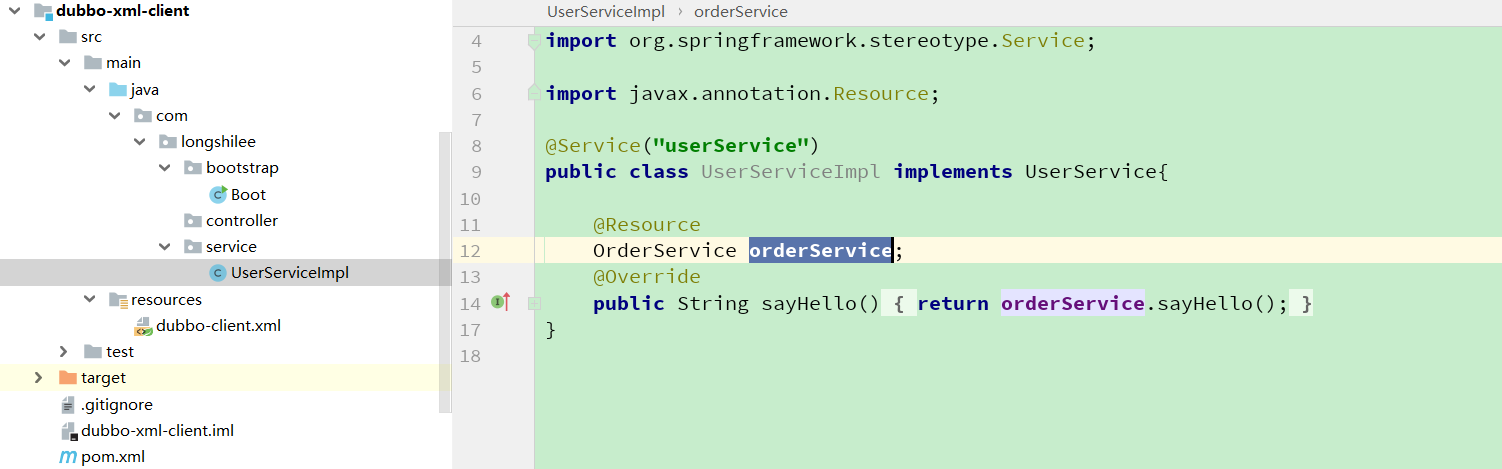 dubbo-xml-client
src
main
java
com
longshilee
bootstrap
Boot
controller
service
UserServiceImpl
resources
dubbo-client.xml
test
target
.gitignore
dubbo-xml-client.iml
pom.xml
UserServiceImpl › orderService
4 import org.springframework.stereotype.Service;
5
6 import javax.annotation.Resource;
7
8 @Service("userService")
9 public class UserServiceImpl implements UserService{
10
11 @Resource
12 OrderService orderService;
13 @Override
14 public String sayHello() { return orderService.sayHello(); }
17 }
18